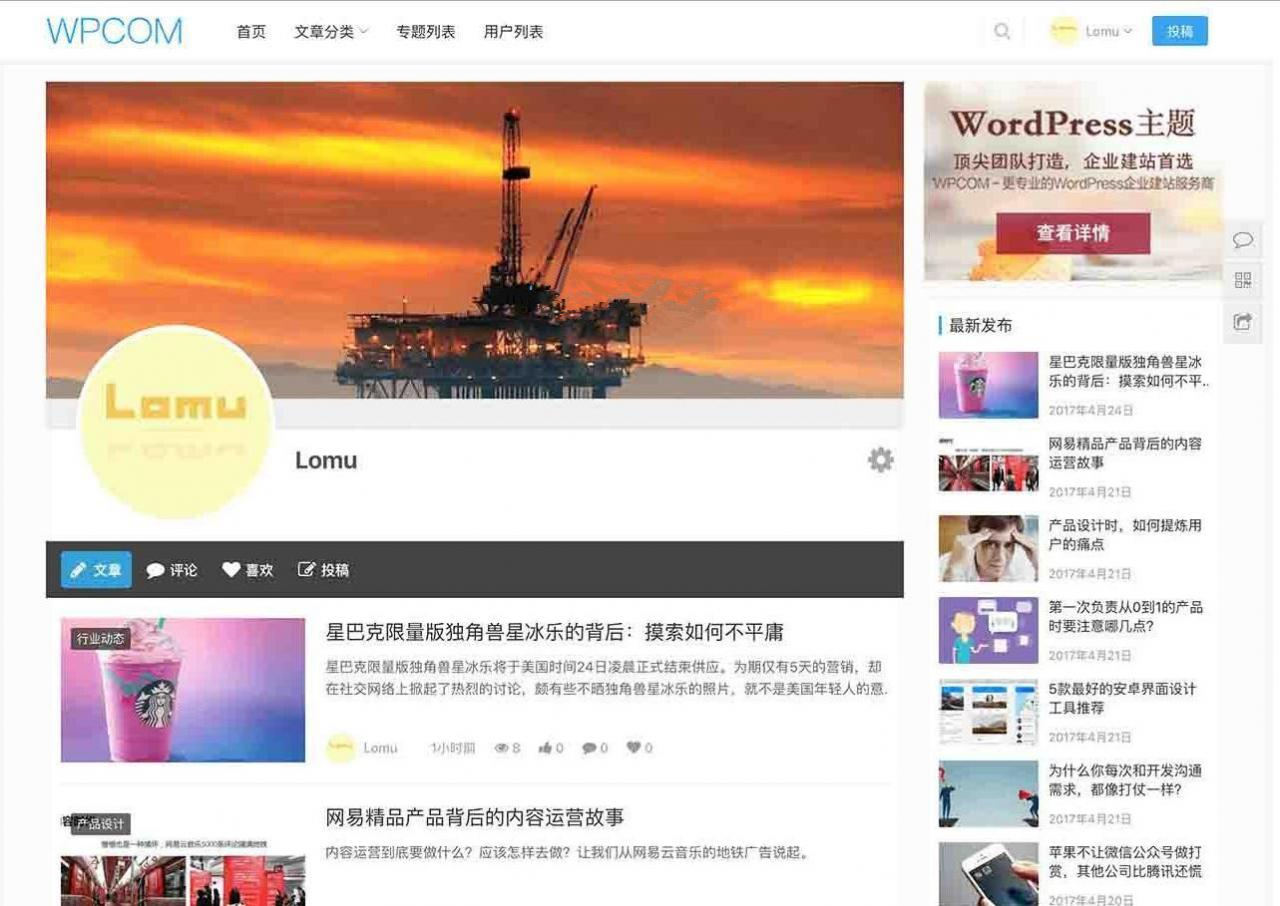 WPCOM
首页
文章分类
专题列表
用户列表
Lomu
投稿
WordPress主题
顶尖团队打造，企业建站首选
WPCOM－更专业的WordPress企业建站服务商
查看详情
Lomu
Lomu
文章
评论
喜欢
投稿
行业动态
星巴克限量版独角兽星冰乐的背后：摸索如何不平庸
星巴克限量版独角兽星冰乐将于美国时间24日凌晨正式结束供应。为期仅有5天的营销，却
在社交网络上掀起了热烈的讨论，颇有些不晒独角兽星冰乐的照片，就不是美国年轻人的意.
Lomu 1小时前 8 0 0 0
产品设计
网易精品产品背后的内容运营故事
内容运营到底要做什么？应该怎样去做？让我们从网易云音乐的地铁广告说起。
最新发布
星巴克限量版独角兽星冰
乐的背后：摸索如何不平..
2017年4月24日
网易精品产品背后的内容
运营故事
2017年4月21日
产品设计时，如何提炼用
户的痛点
2017年4月21日
第一次负责从0到1的产品
时要注意哪几点？
2017年4月21日
5款最好的安卓界面设计
工具推荐
2017年4月21日
为什么你每次和开发沟通
需求，都像打仗一样？
2017年4月21日
苹果不让微信公众号做打
赏，其他公司比腾讯还慌
2017年4月20日